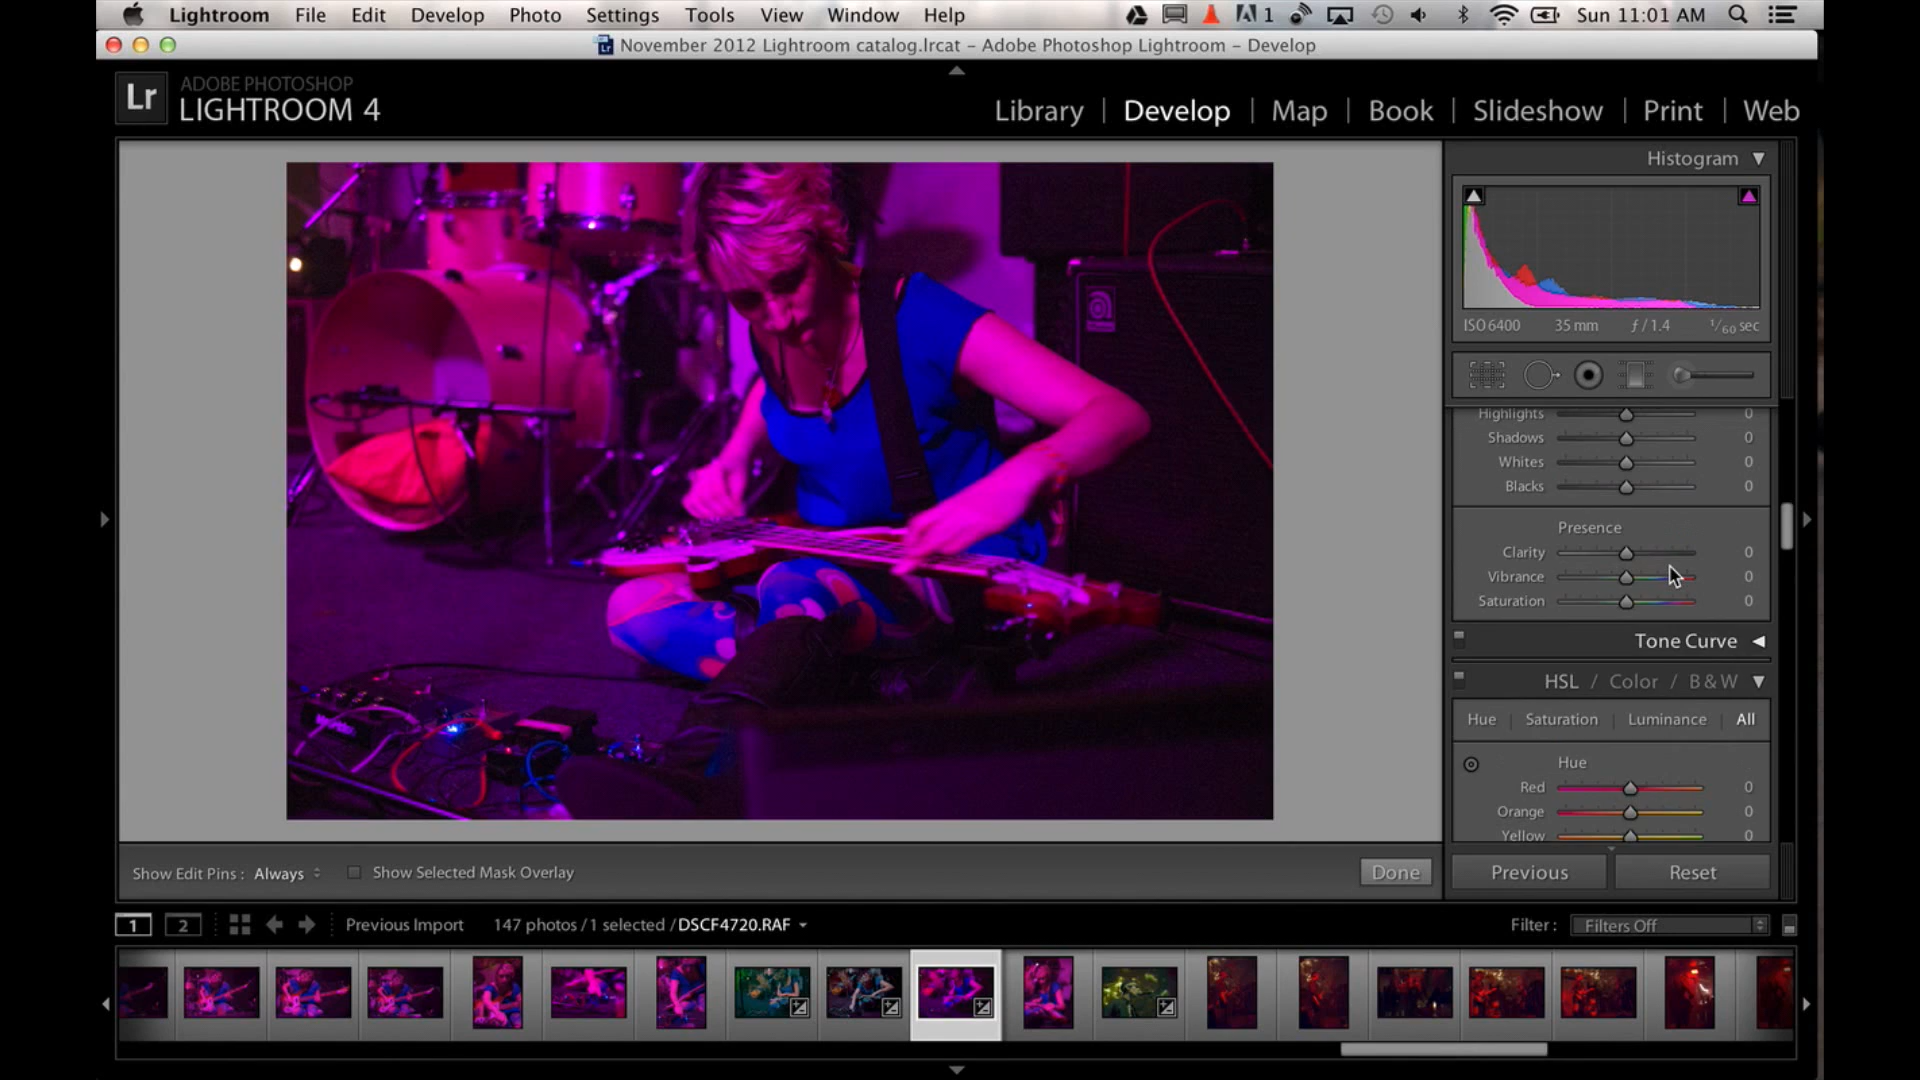 Lightroom File Edit Develop Photo Settings Tools View Window Help 1 Sun 11:01 AM
November 2012 Lightroom catalog.lrcat – Adobe Photoshop Lightroom – Develop
Lr ADOBE PHOTOSHOP
LIGHTROOM 4
Library | Develop | Map | Book | Slideshow | Print | Web
Histogram
ISO 6400 35 mm ƒ / 1.4 1/60 sec
Highlights 0
Shadows 0
Whites 0
Blacks 0
Presence
Clarity 0
Vibrance 0
Saturation 0
Tone Curve
HSL / Color / B & W
Hue | Saturation | Luminance | All
Hue
Red 0
Orange 0
Yellow 0
Show Edit Pins : Always Show Selected Mask Overlay Done Previous Reset
1 2 Previous Import 147 photos / 1 selected / DSCF4720.RAF Filter : Filters Off